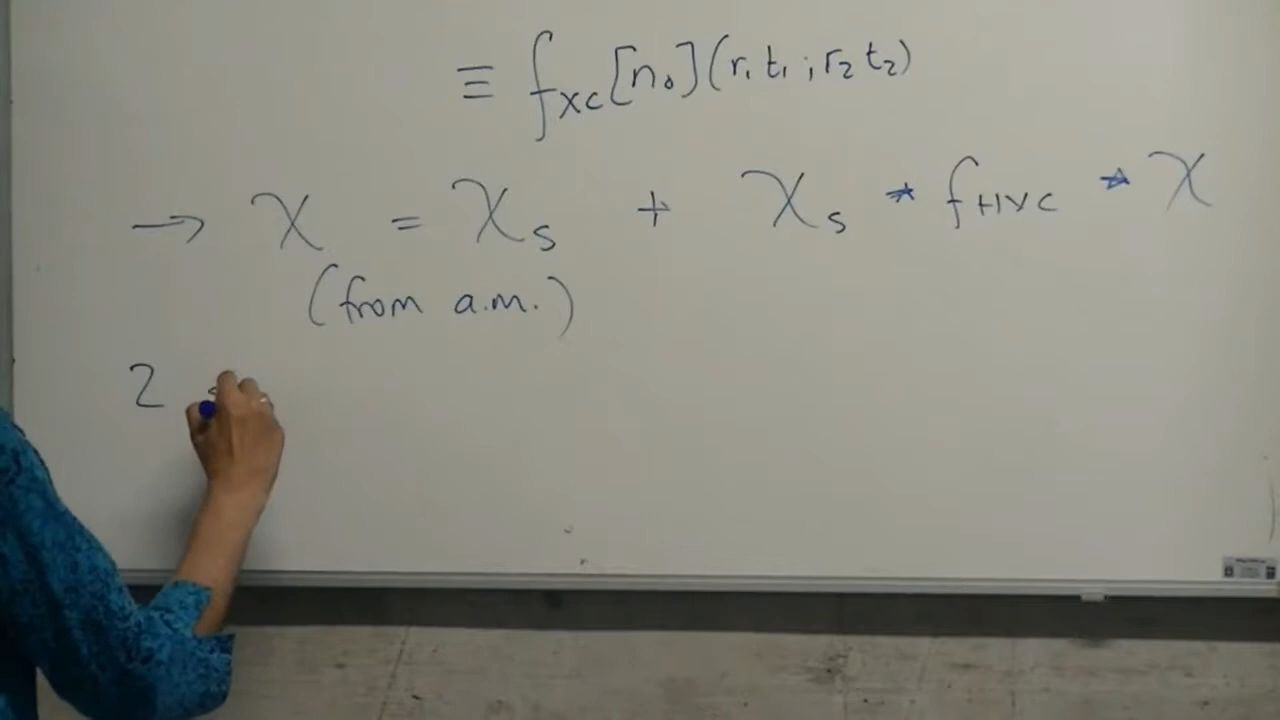 ≡ f_XC[n₀](r₁t₁; r₂t₂)
→ χ = χ_S + χ_S * f_HXC * χ
(from a.m.)
2